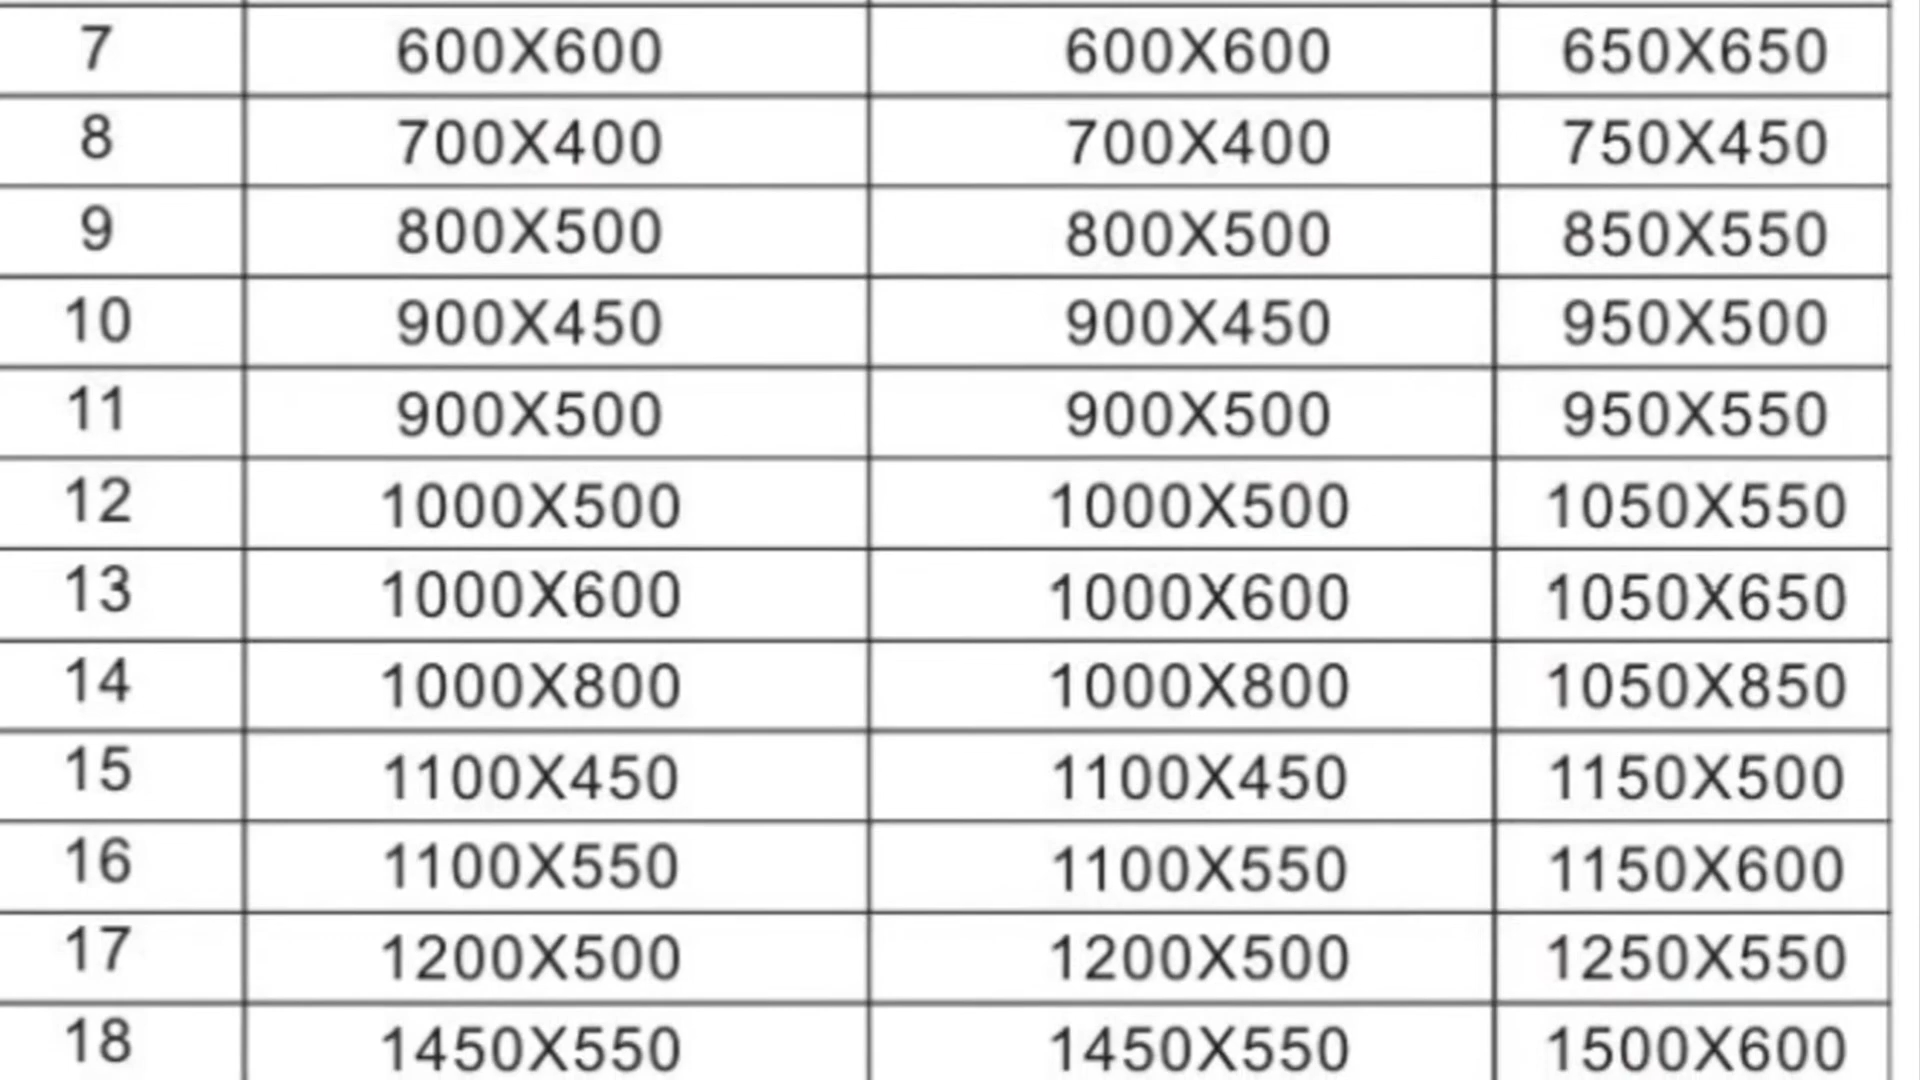 7 600X600 600X600 650X650
8 700X400 700X400 750X450
9 800X500 800X500 850X550
10 900X450 900X450 950X500
11 900X500 900X500 950X550
12 1000X500 1000X500 1050X550
13 1000X600 1000X600 1050X650
14 1000X800 1000X800 1050X850
15 1100X450 1100X450 1150X500
16 1100X550 1100X550 1150X600
17 1200X500 1200X500 1250X550
18 1450X550 1450X550 1500X600